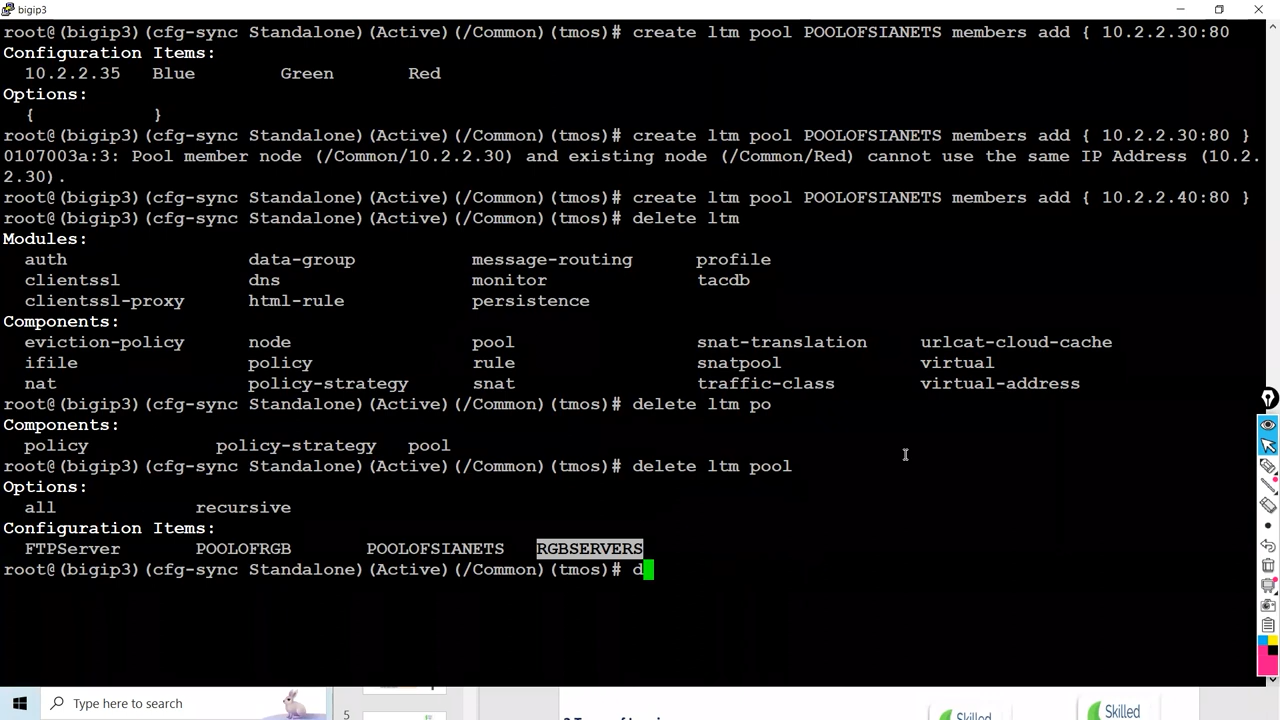 bigip3
root@(bigip3)(cfg-sync Standalone)(Active)(/Common)(tmos)# create ltm pool POOLOFSIANETS members add { 10.2.2.30:80
Configuration Items:
10.2.2.35 Blue Green Red
Options:
{ }
root@(bigip3)(cfg-sync Standalone)(Active)(/Common)(tmos)# create ltm pool POOLOFSIANETS members add { 10.2.2.30:80 }
0107003a:3: Pool member node (/Common/10.2.2.30) and existing node (/Common/Red) cannot use the same IP Address (10.2.
2.30).
root@(bigip3)(cfg-sync Standalone)(Active)(/Common)(tmos)# create ltm pool POOLOFSIANETS members add { 10.2.2.40:80 }
root@(bigip3)(cfg-sync Standalone)(Active)(/Common)(tmos)# delete ltm
Modules:
auth data-group message-routing profile
clientssl dns monitor tacdb
clientssl-proxy html-rule persistence
Components:
eviction-policy node pool snat-translation urlcat-cloud-cache
ifile policy rule snatpool virtual
nat policy-strategy snat traffic-class virtual-address
root@(bigip3)(cfg-sync Standalone)(Active)(/Common)(tmos)# delete ltm po
Components:
policy policy-strategy pool
root@(bigip3)(cfg-sync Standalone)(Active)(/Common)(tmos)# delete ltm pool
Options:
all recursive
Configuration Items:
FTPServer POOLOFRGB POOLOFSIANETS RGBSERVERS
root@(bigip3)(cfg-sync Standalone)(Active)(/Common)(tmos)# d
Type here to search
5
Skilled
Skilled